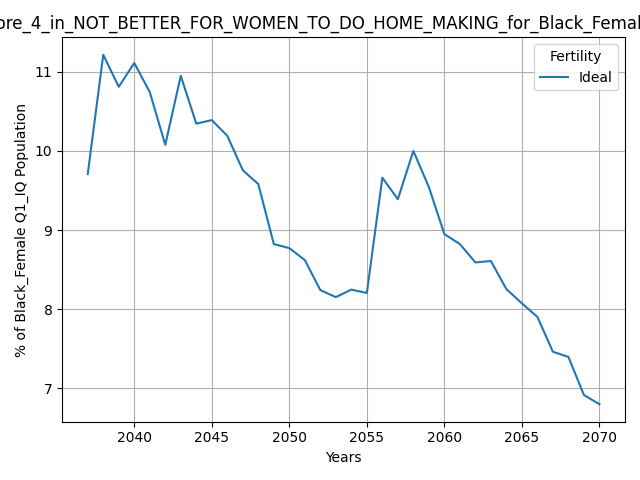 ore_4_in_NOT_BETTER_FOR_WOMEN_TO_DO_HOME_MAKING_for_Black_Femal
Fertility
Ideal
% of Black_Female Q1_IQ Population
11
10
9
8
7
2040 2045 2050 2055 2060 2065 2070
Years